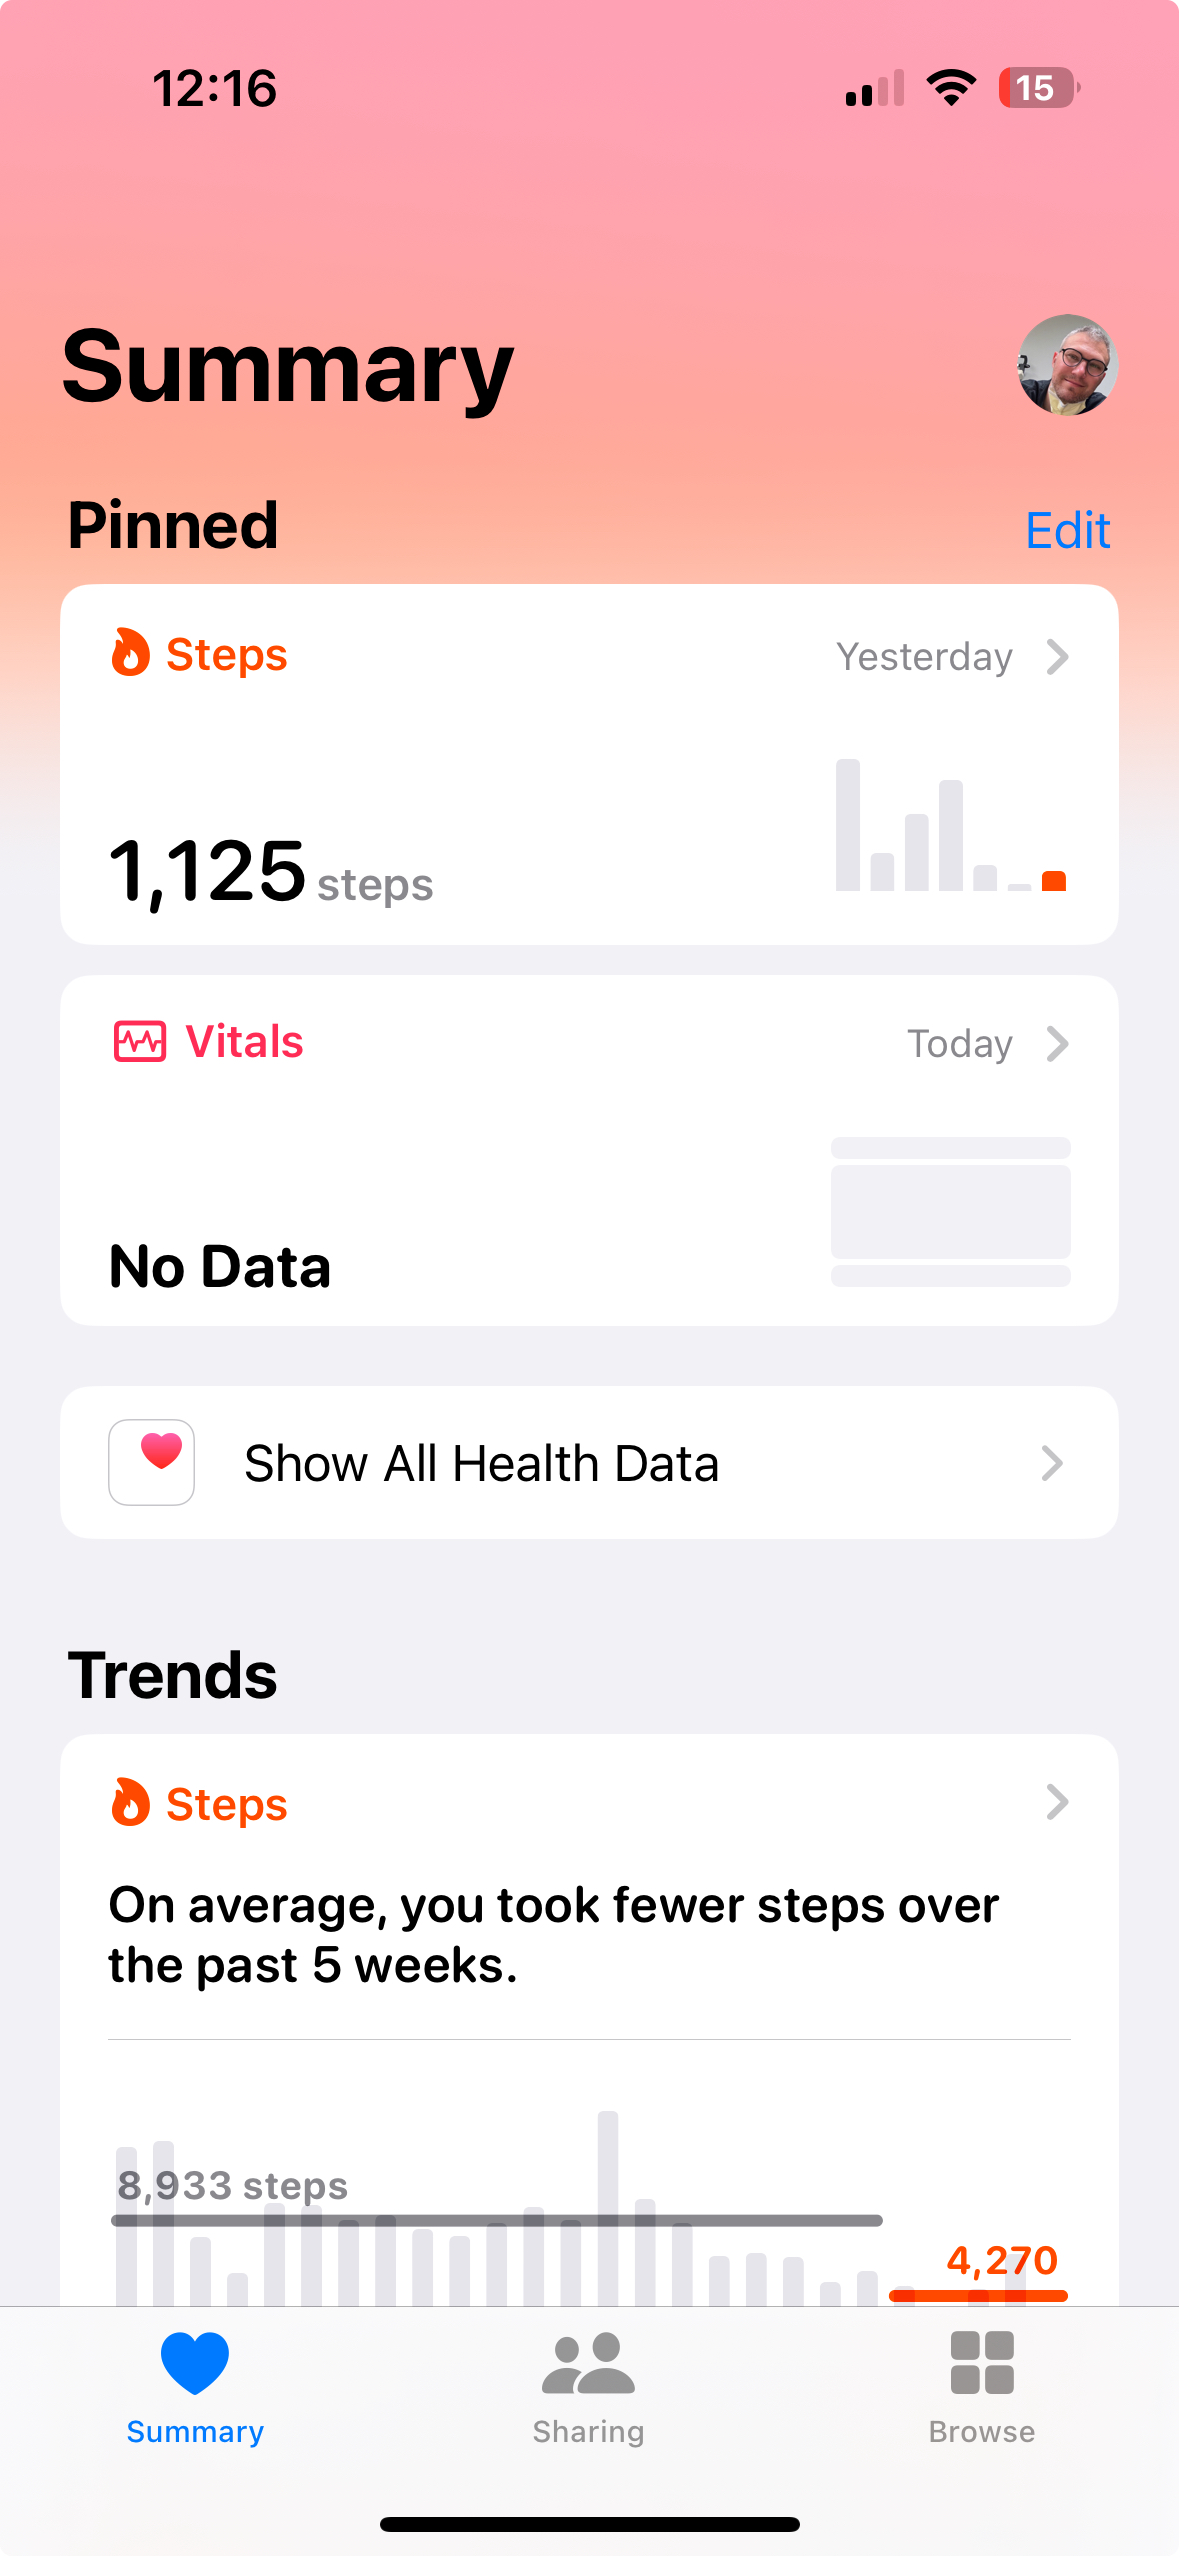 12:16
15
Summary
Pinned
Edit
Steps
Yesterday
1,125 steps
Vitals
Today
No Data
Show All Health Data
Trends
Steps
On average, you took fewer steps over
the past 5 weeks.
8,933 steps
4,270
Summary
Sharing
Browse